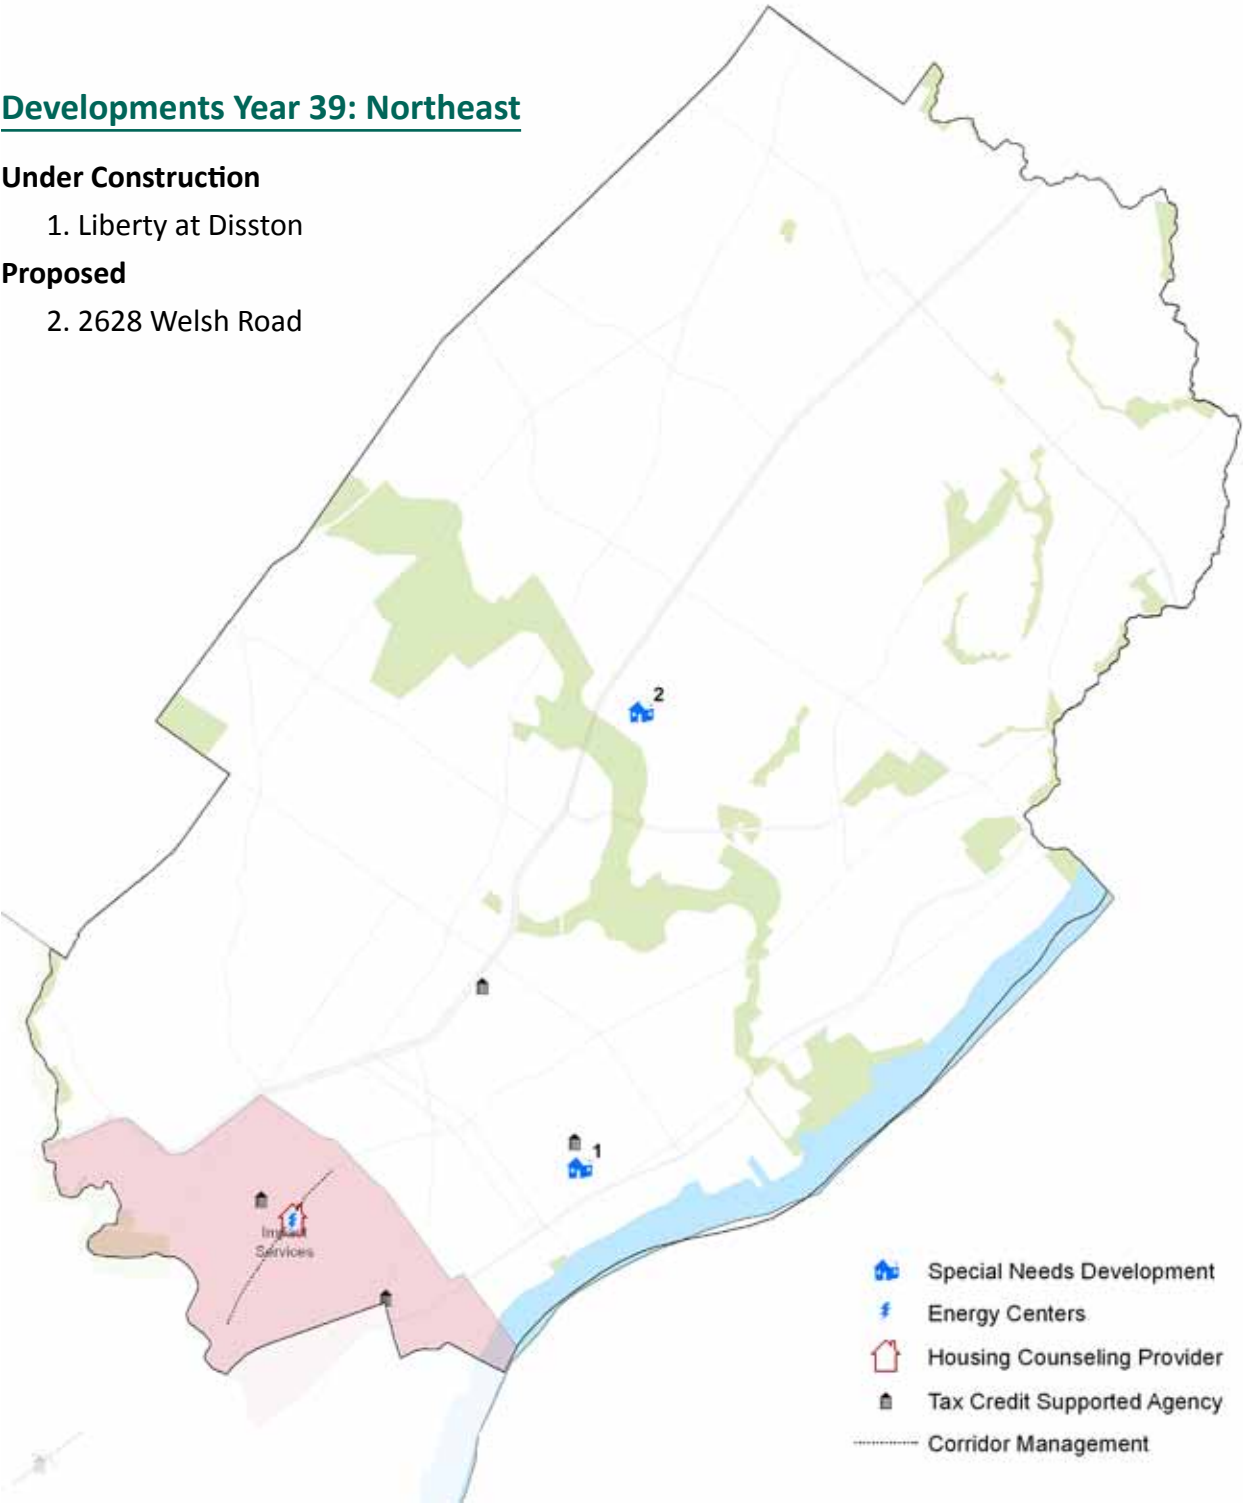 Developments Year 39: Northeast
Under Construction
1. Liberty at Disston
Proposed
2. 2628 Welsh Road
2
1
Impact
Services
Special Needs Development
Energy Centers
Housing Counseling Provider
Tax Credit Supported Agency
Corridor Management